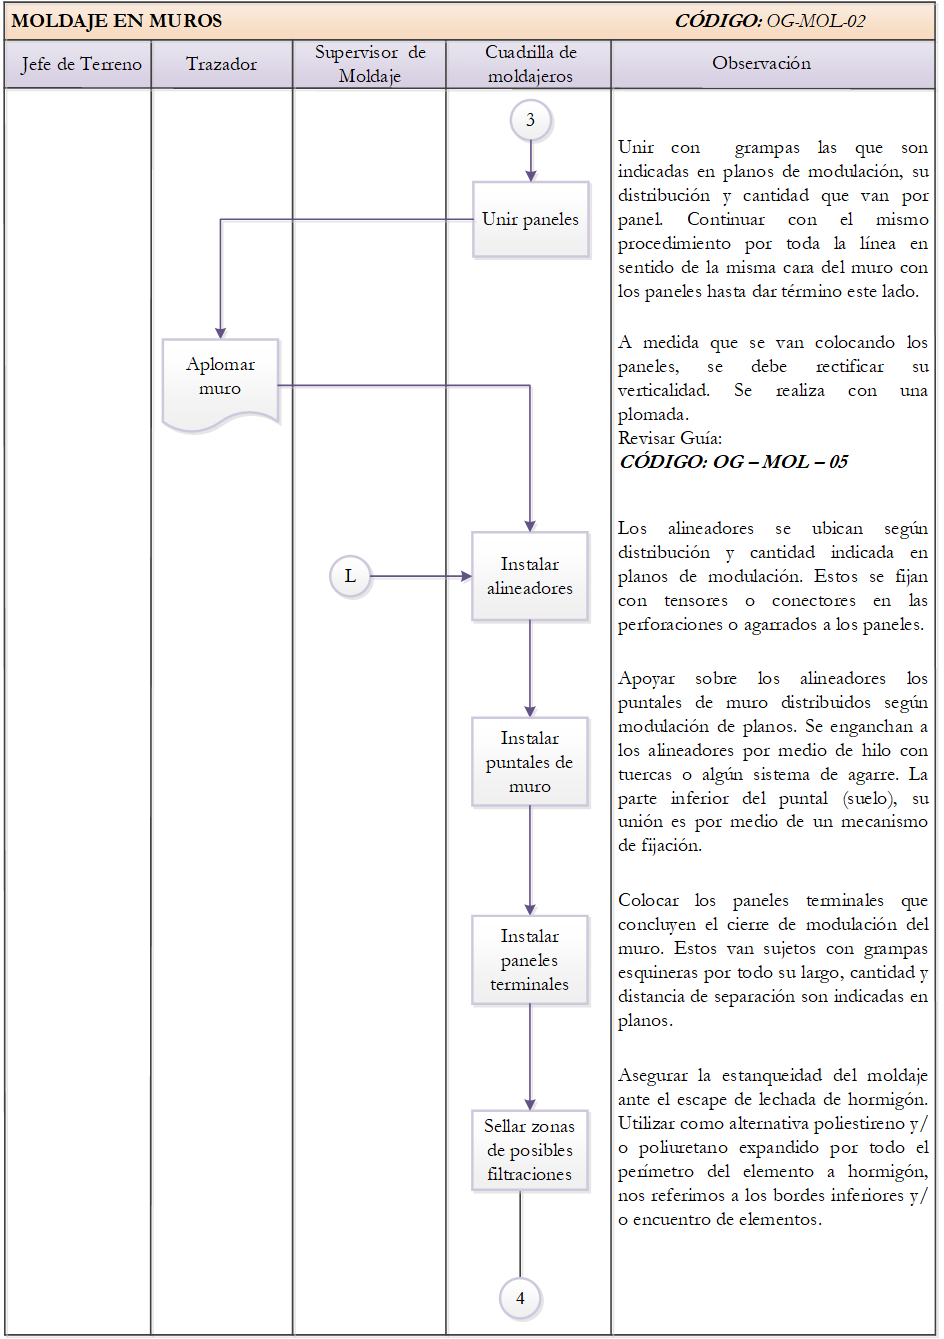 MOLDAJE EN MUROS
CÓDIGO: OG-MOL-02
Jefe de Terreno
Trazador
Supervisor de
Moldaje
Cuadrilla de
moldajeros
Observación
3
Unir paneles
Unir con grampas las que son
indicadas en planos de modulación, su
distribución y cantidad que van por
panel. Continuar con el mismo
procedimiento por toda la línea en
sentido de la misma cara del muro con
los paneles hasta dar término este lado.
Aplomar
muro
A medida que se van colocando los
paneles, se debe rectificar su
verticalidad. Se realiza con una
plomada.
Revisar Guía:
CÓDIGO: OG – MOL – 05
L
Instalar
alineadores
Los alineadores se ubican según
distribución y cantidad indicada en
planos de modulación. Estos se fijan
con tensores o conectores en las
perforaciones o agarrados a los paneles.
Instalar
puntales de
muro
Apoyar sobre los alineadores los
puntales de muro distribuidos según
modulación de planos. Se enganchan a
los alineadores por medio de hilo con
tuercas o algún sistema de agarre. La
parte inferior del puntal (suelo), su
unión es por medio de un mecanismo
de fijación.
Instalar
paneles
terminales
Colocar los paneles terminales que
concluyen el cierre de modulación del
muro. Estos van sujetos con grampas
esquineras por todo su largo, cantidad y
distancia de separación son indicadas en
planos.
Sellar zonas
de posibles
filtraciones
Asegurar la estanqueidad del moldaje
ante el escape de lechada de hormigón.
Utilizar como alternativa poliestireno y/
o poliuretano expandido por todo el
perímetro del elemento a hormigón,
nos referimos a los bordes inferiores y/
o encuentro de elementos.
4